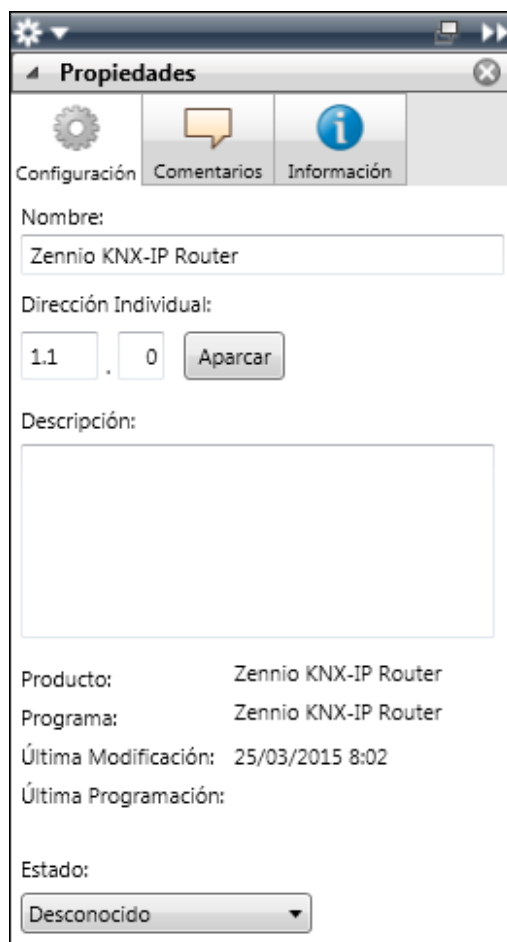 Propiedades
Configuración Comentarios Información
Nombre:
Zennio KNX-IP Router
Dirección Individual:
1.1 . 0 Aparcar
Descripción:
Producto: Zennio KNX-IP Router
Programa: Zennio KNX-IP Router
Última Modificación: 25/03/2015 8:02
Última Programación:
Estado:
Desconocido